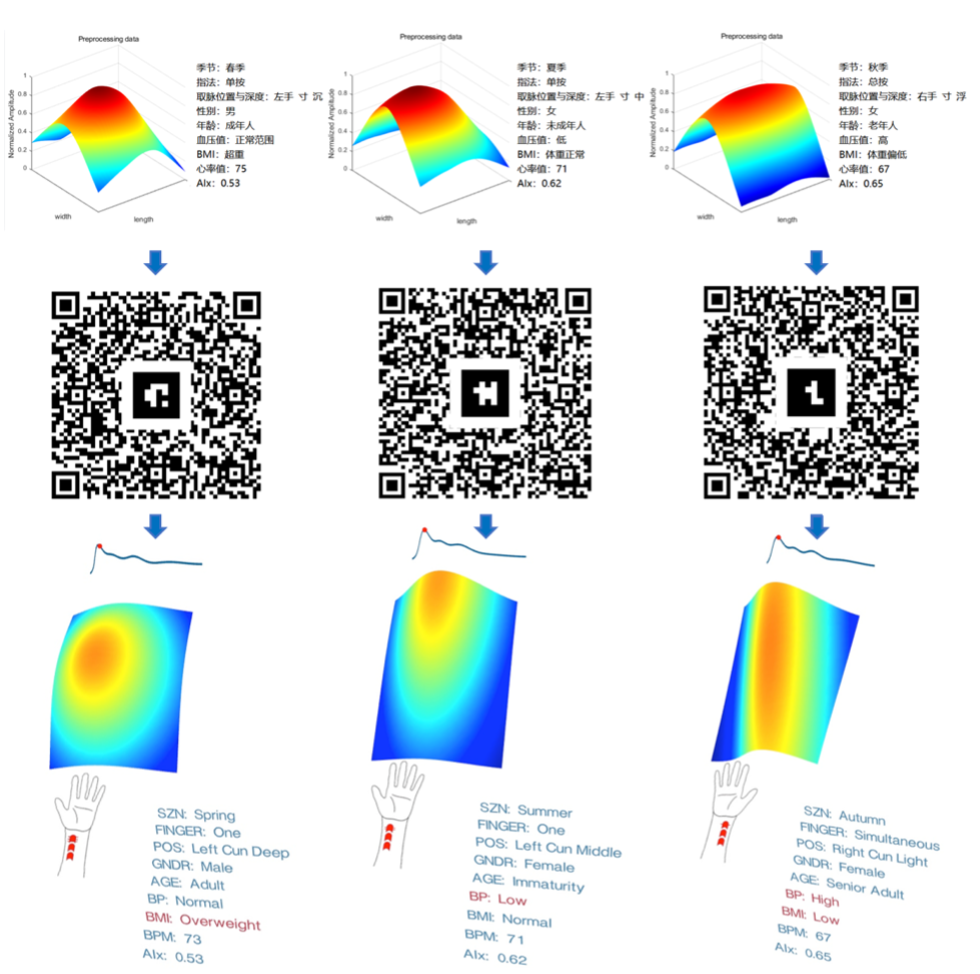 Preprocessing data
1
0.8
0.6
0.4
0.2
0
Normalized Amplitude
width
length
季节：春季
指法：单按
取脉位置与深度：左手 寸 沉
性别：男
年龄：成年人
血压值：正常范围
BMI：超重
心率值：75
AIx：0.53
Preprocessing data
1
0.8
0.6
0.4
0.2
0
Normalized Amplitude
width
length
季节：夏季
指法：单按
取脉位置与深度：左手 寸 中
性别：女
年龄：未成年人
血压值：低
BMI：体重正常
心率值：71
AIx：0.62
Preprocessing data
1
0.8
0.6
0.4
0.2
0
Normalized Amplitude
width
length
季节：秋季
指法：总按
取脉位置与深度：右手 寸 浮
性别：女
年龄：老年人
血压值：高
BMI：体重偏低
心率值：67
AIx：0.65
SZN: Spring
FINGER: One
POS: Left Cun Deep
GNDR: Male
AGE: Adult
BP: Normal
BMI: Overweight
BPM: 73
AIx: 0.53
SZN: Summer
FINGER: One
POS: Left Cun Middle
GNDR: Female
AGE: Immaturity
BP: Low
BMI: Normal
BPM: 71
AIx: 0.62
SZN: Autumn
FINGER: Simultaneous
POS: Right Cun Light
GNDR: Female
AGE: Senior Adult
BP: High
BMI: Low
BPM: 67
AIx: 0.65